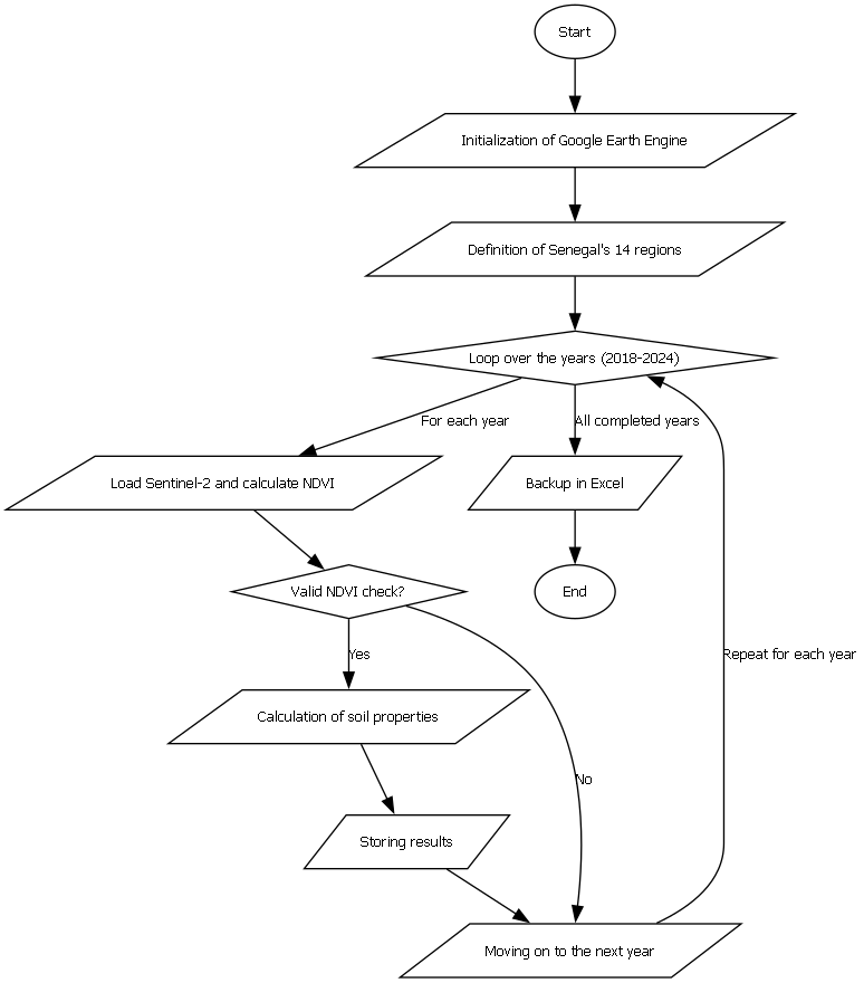 Start
Initialization of Google Earth Engine
Definition of Senegal's 14 regions
Loop over the years (2018-2024)
For each year
All completed years
Load Sentinel-2 and calculate NDVI
Backup in Excel
Valid NDVI check?
End
Yes
Repeat for each year
Calculation of soil properties
No
Storing results
Moving on to the next year